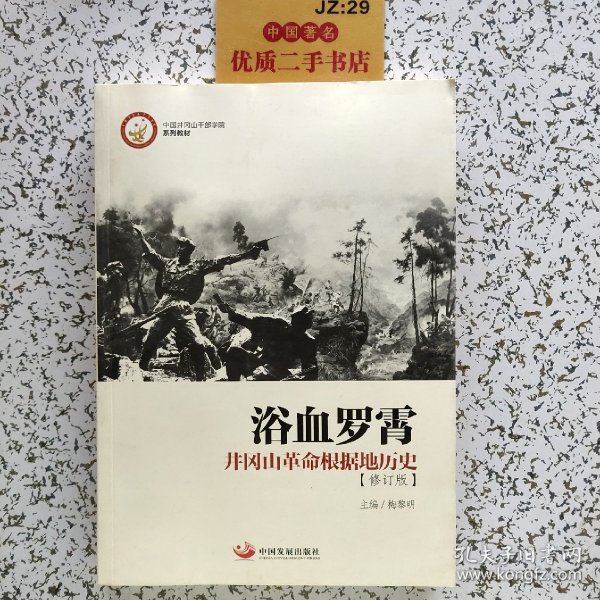 JZ:29
中国著名
优质二手书店
中国井冈山干部学院
系列教材
浴血罗霄
井冈山革命根据地历史
【修订版】
主编/梅黎明
中国发展出版社
CHINA DEVELOPMENT PRESS
孔夫子旧书网
www.kongfz.com